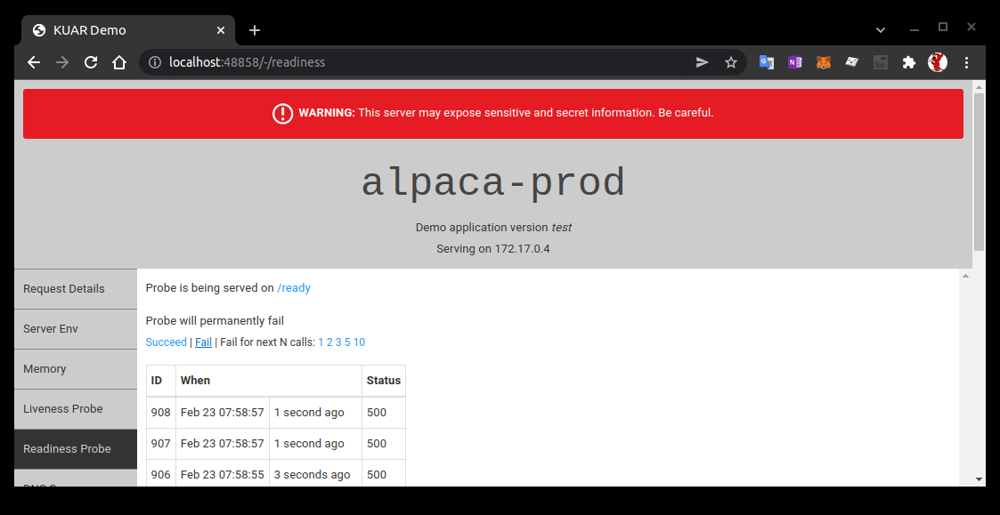 KUAR Demo
localhost:48858/-/readiness
WARNING: This server may expose sensitive and secret information. Be careful.
alpaca-prod
Demo application version test
Serving on 172.17.0.4
Request Details
Server Env
Memory
Liveness Probe
Readiness Probe
Probe is being served on /ready
Probe will permanently fail
Succeed | Fail | Fail for next N calls: 1 2 3 5 10
ID When Status
908 Feb 23 07:58:57 1 second ago 500
907 Feb 23 07:58:57 1 second ago 500
906 Feb 23 07:58:55 3 seconds ago 500